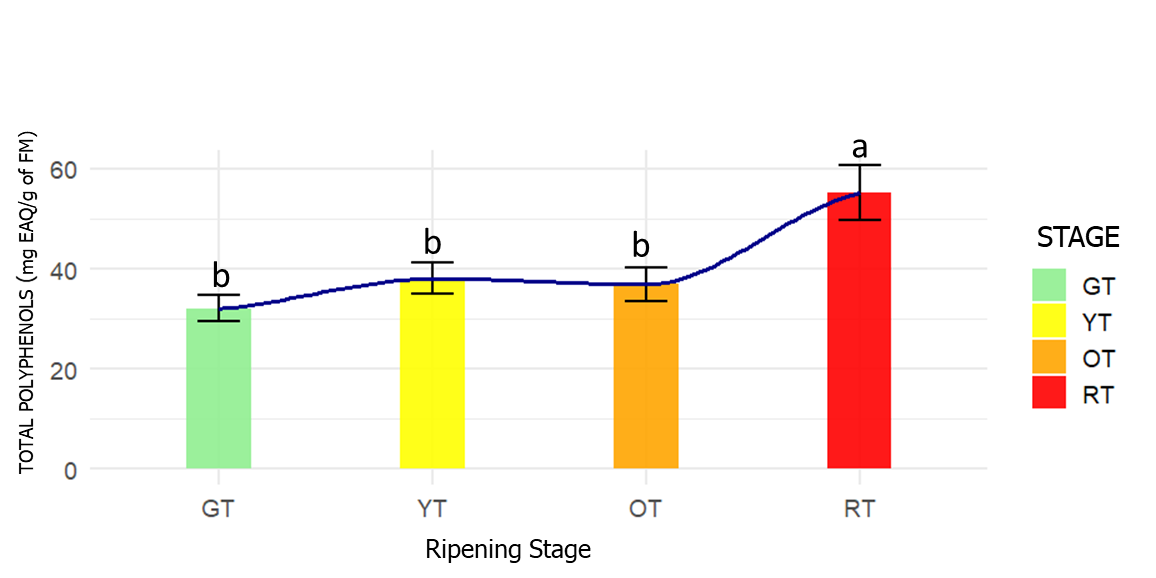 TOTAL POLYPHENOLS (mg EAQ/g of FM)
60
40
20
0
b
b
b
a
GT
YT
OT
RT
Ripening Stage
STAGE
GT
YT
OT
RT